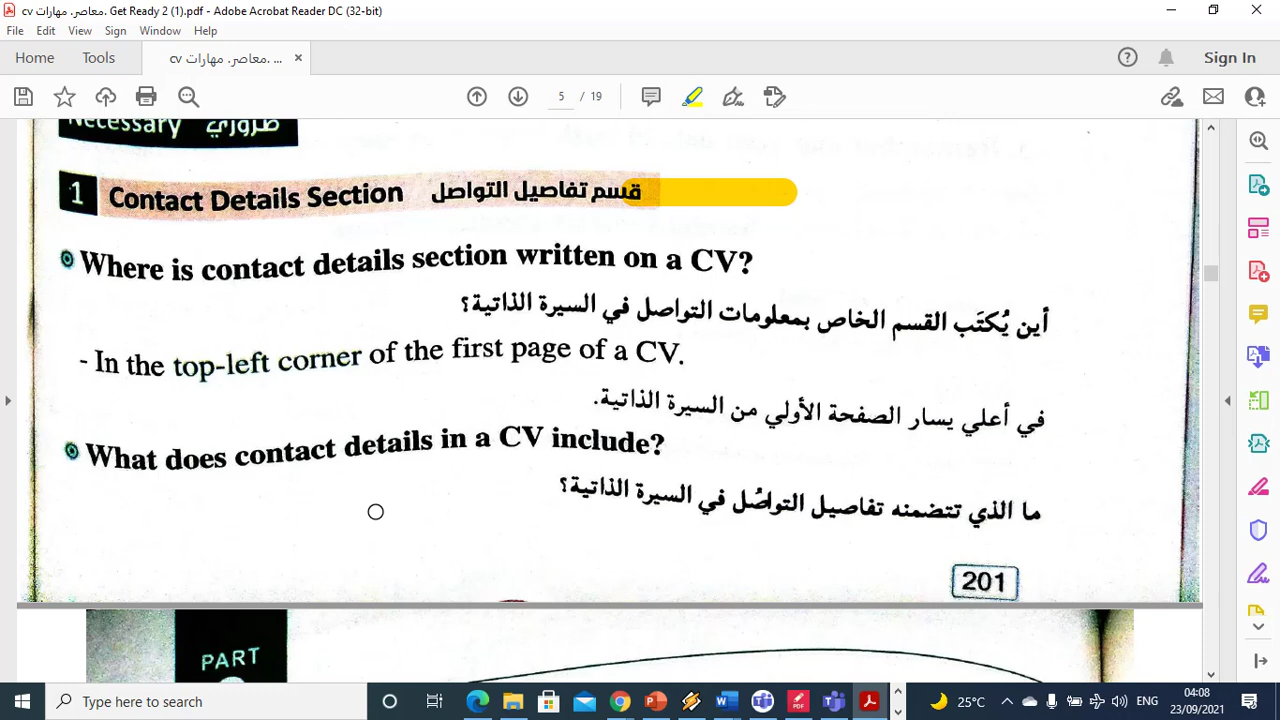 معاصر. مهارات cv. Get Ready 2 (1).pdf - Adobe Acrobat Reader DC (32-bit)
File Edit View Sign Window Help
Home Tools معاصر. مهارات cv. ... × Sign In
5 / 19
Necessary ضروري
1 Contact Details Section قسم تفاصيل التواصل
Where is contact details section written on a CV?
أين يُكتَب القسم الخاص بمعلومات التواصل في السيرة الذاتية؟
- In the top-left corner of the first page of a CV.
في أعلي يسار الصفحة الأولي من السيرة الذاتية.
What does contact details in a CV include?
ما الذي تتضمنه تفاصيل التواصُل في السيرة الذاتية؟
201
PART
Type here to search
25°C ENG
04:08
23/09/2021